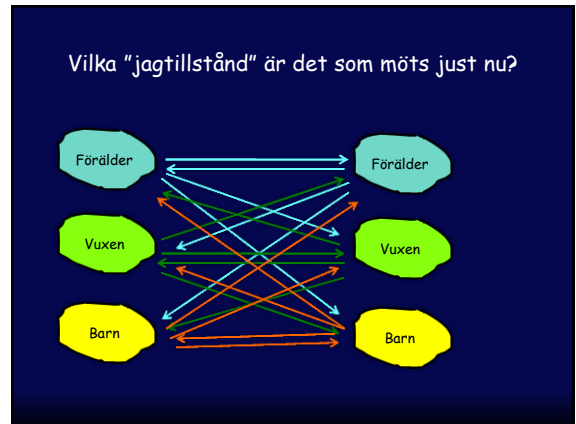 Vilka ”jagtillstånd” är det som möts just nu?
Förälder
Förälder
Vuxen
Vuxen
Barn
Barn